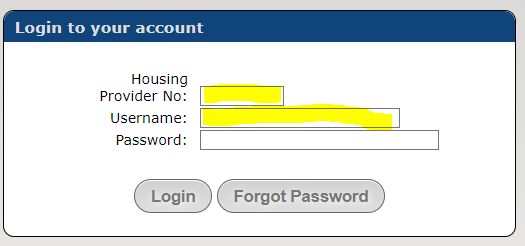 Login to your account
Housing
Provider No:
Username:
Password:
Login Forgot Password